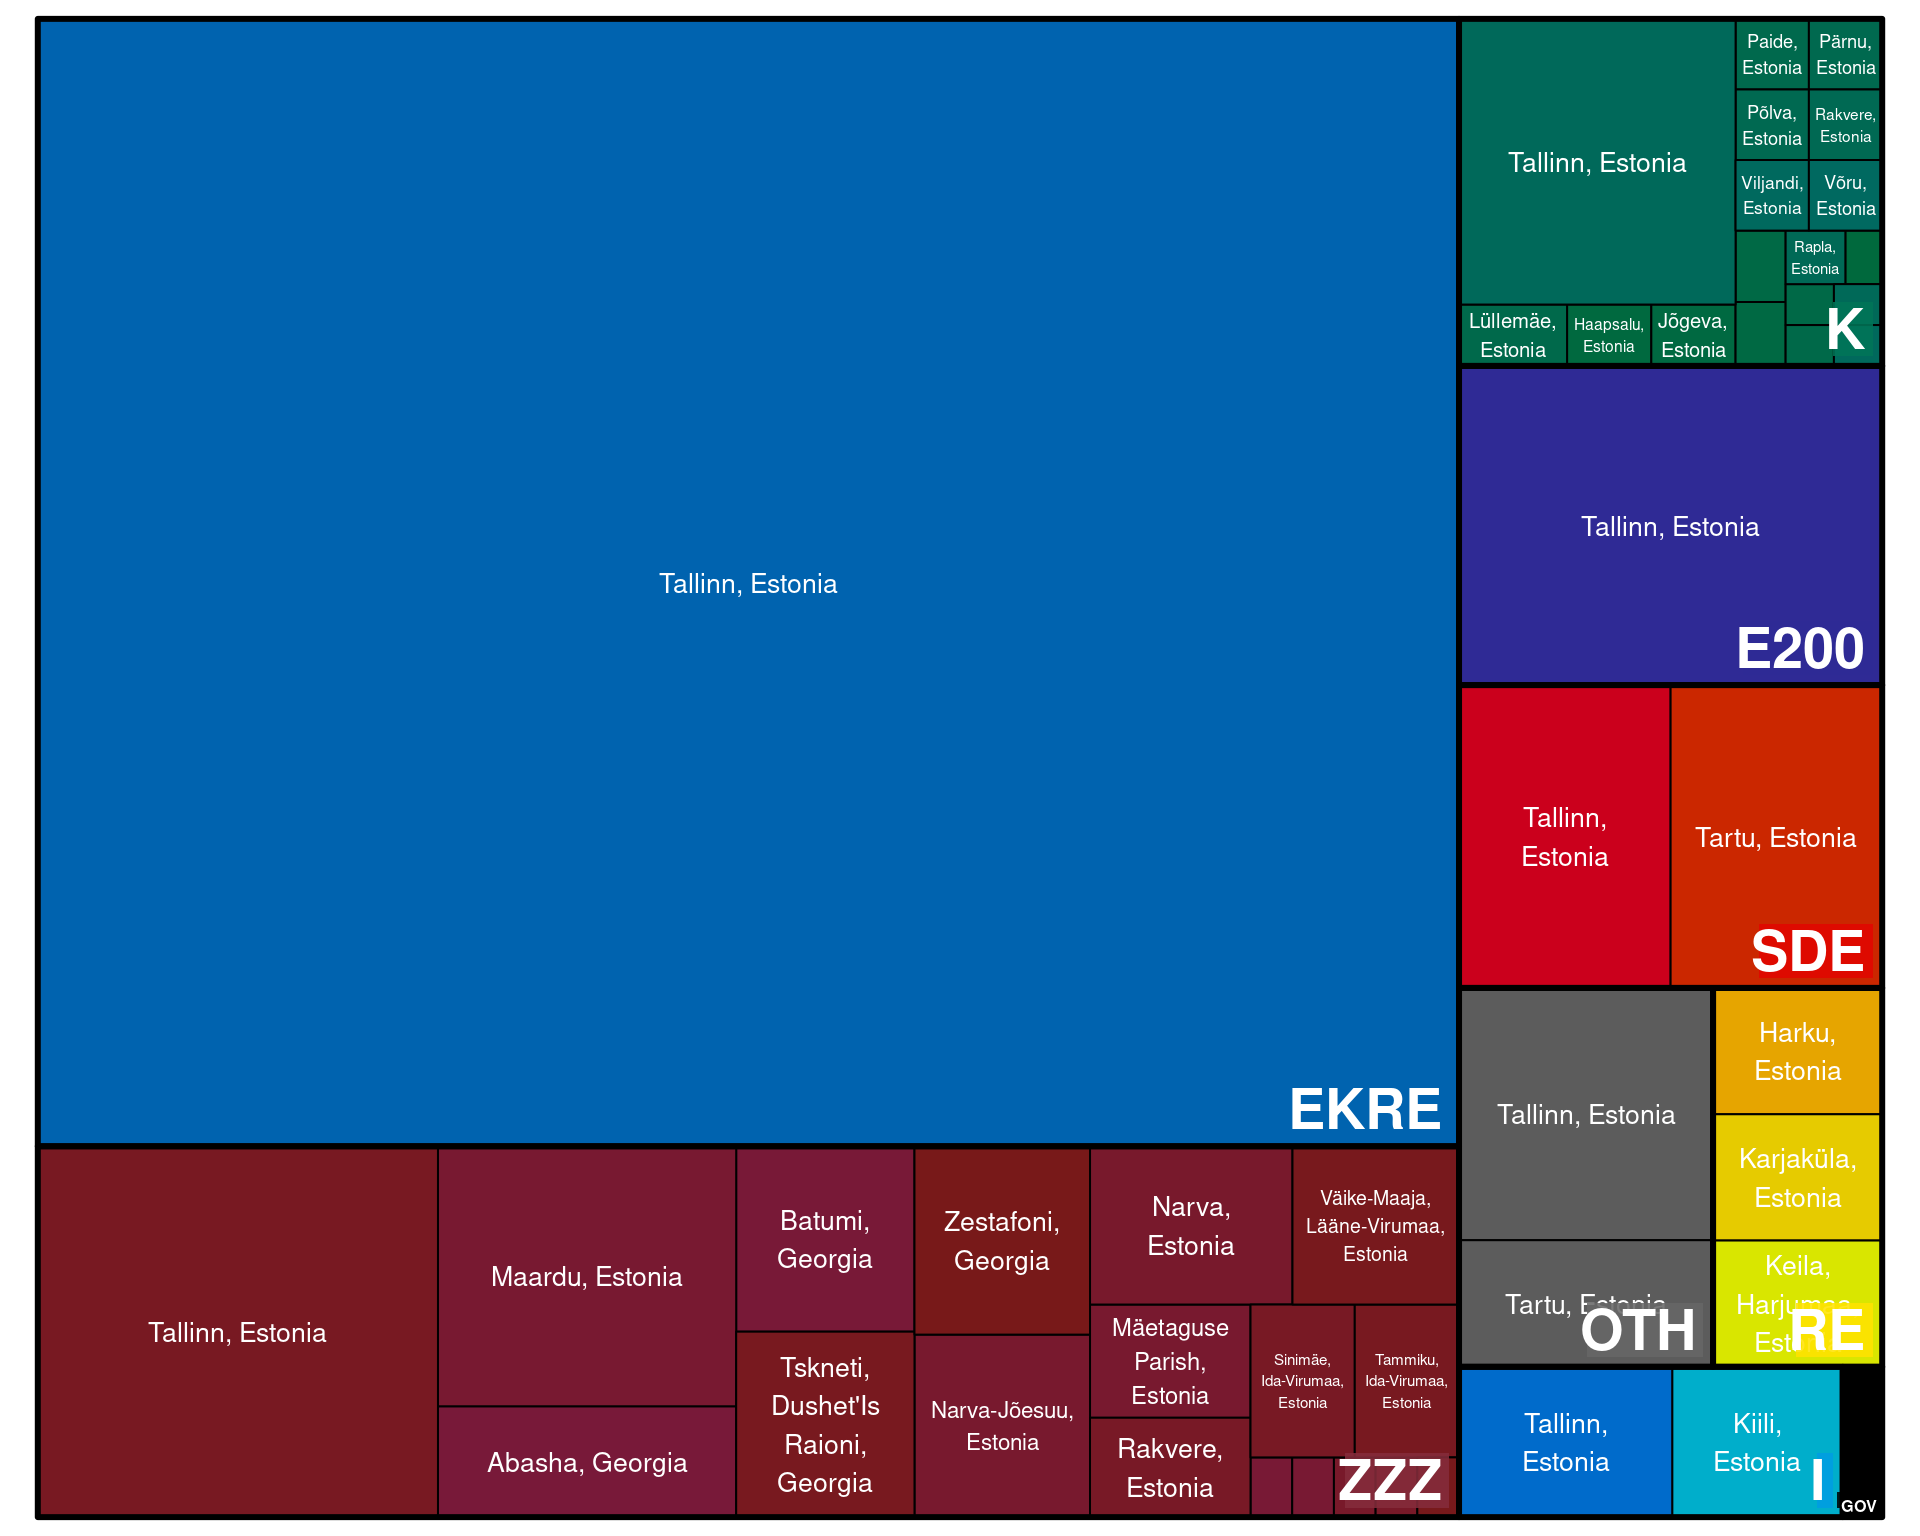 Tallinn, Estonia
EKRE
Tallinn, Estonia
Maardu, Estonia
Abasha, Georgia
Batumi,
Georgia
Tskneti,
Dushet'Is
Raioni,
Georgia
Zestafoni,
Georgia
Narva-Jõesuu,
Estonia
Narva,
Estonia
Väike-Maaja,
Lääne-Virumaa,
Estonia
Mäetaguse
Parish,
Estonia
Rakvere,
Estonia
Sinimäe,
Ida-Virumaa,
Estonia
Tammiku,
Ida-Virumaa,
Estonia
ZZZ
Tallinn, Estonia
Lüllemäe,
Estonia
Haapsalu,
Estonia
Jõgeva,
Estonia
Paide,
Estonia
Pärnu,
Estonia
Põlva,
Estonia
Rakvere,
Estonia
Viljandi,
Estonia
Võru,
Estonia
Rapla,
Estonia
K
Tallinn, Estonia
E200
Tallinn,
Estonia
Tartu, Estonia
SDE
Tallinn, Estonia
Tartu, Estonia
OTH
Harku,
Estonia
Karjaküla,
Estonia
Keila,
Harjumaa,
Estonia
RE
Tallinn,
Estonia
Kiili,
Estonia
I
GOV